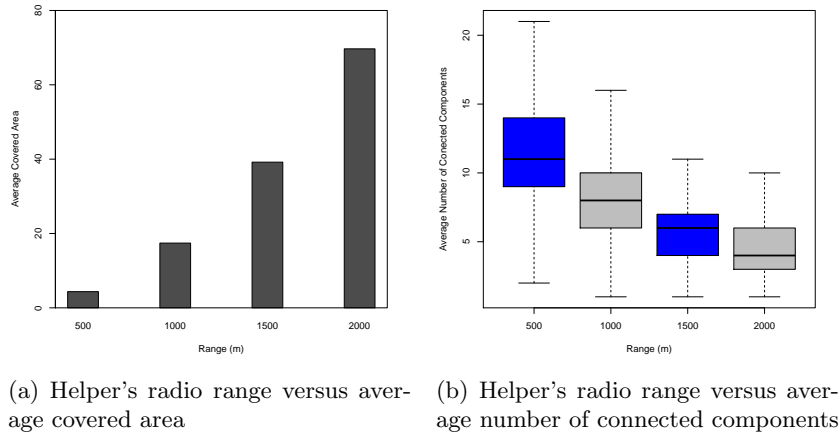 80
60
40
20
0
Average Covered Area
500 1000 1500 2000
Range (m)
20
15
10
5
Average Number of Conected Components
500 1000 1500 2000
Range (m)
(a) Helper's radio range versus aver-
age covered area
(b) Helper's radio range versus aver-
age number of connected components